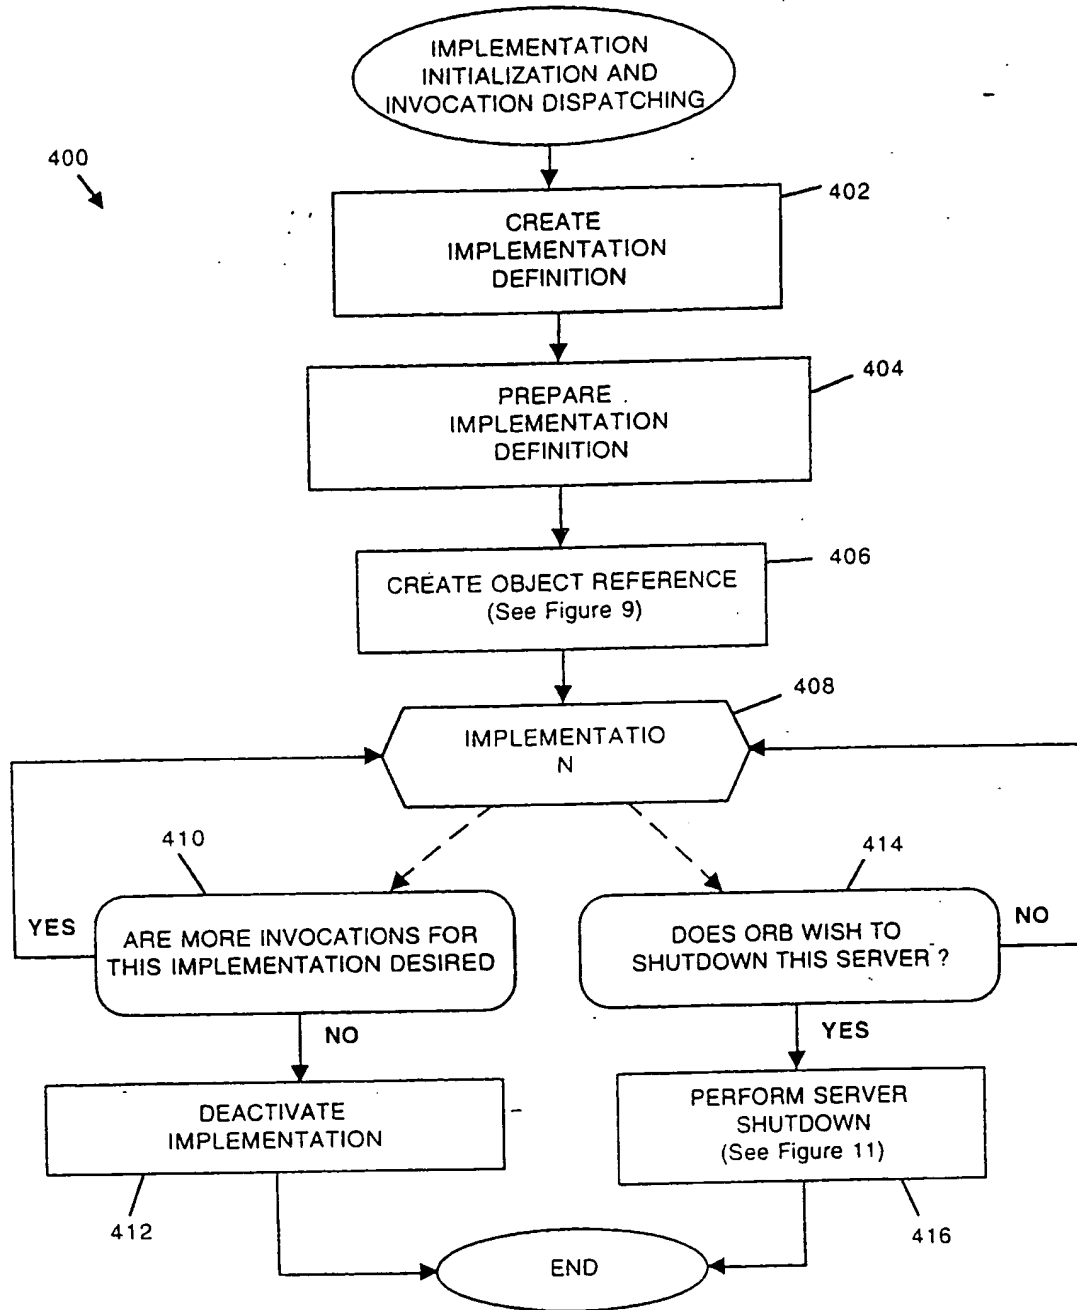 IMPLEMENTATION
INITIALIZATION AND
INVOCATION DISPATCHING
400
402
CREATE
IMPLEMENTATION
DEFINITION
404
PREPARE
IMPLEMENTATION
DEFINITION
406
CREATE OBJECT REFERENCE
(See Figure 9)
408
IMPLEMENTATIO
N
410
414
YES
ARE MORE INVOCATIONS FOR
THIS IMPLEMENTATION DESIRED
DOES ORB WISH TO
SHUTDOWN THIS SERVER ?
NO
NO
YES
DEACTIVATE
IMPLEMENTATION
PERFORM SERVER
SHUTDOWN
(See Figure 11)
412
416
END